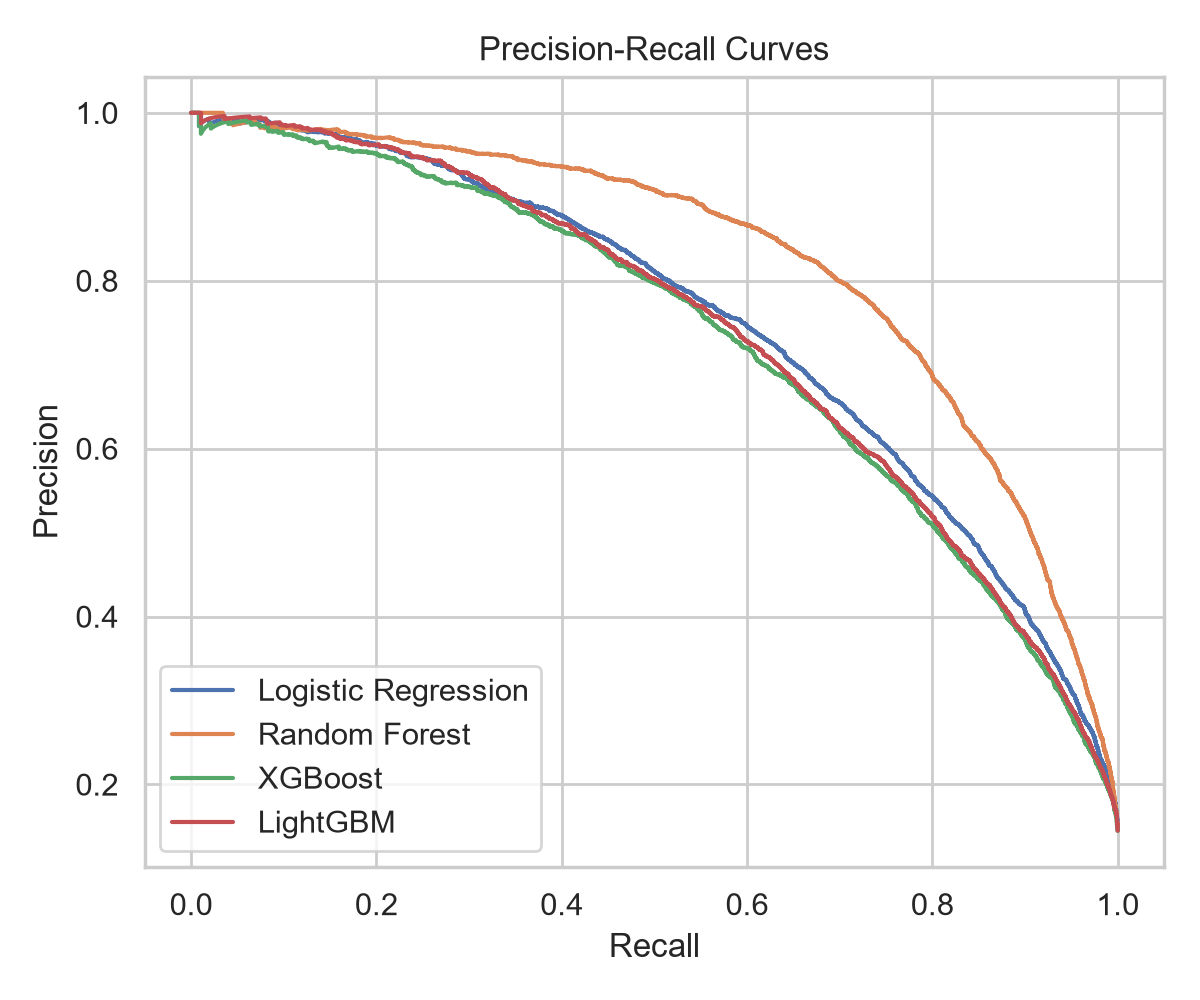 Precision-Recall Curves
1.0
0.8
0.6
0.4
0.2
Precision
Logistic Regression
Random Forest
XGBoost
LightGBM
0.0 0.2 0.4 0.6 0.8 1.0
Recall